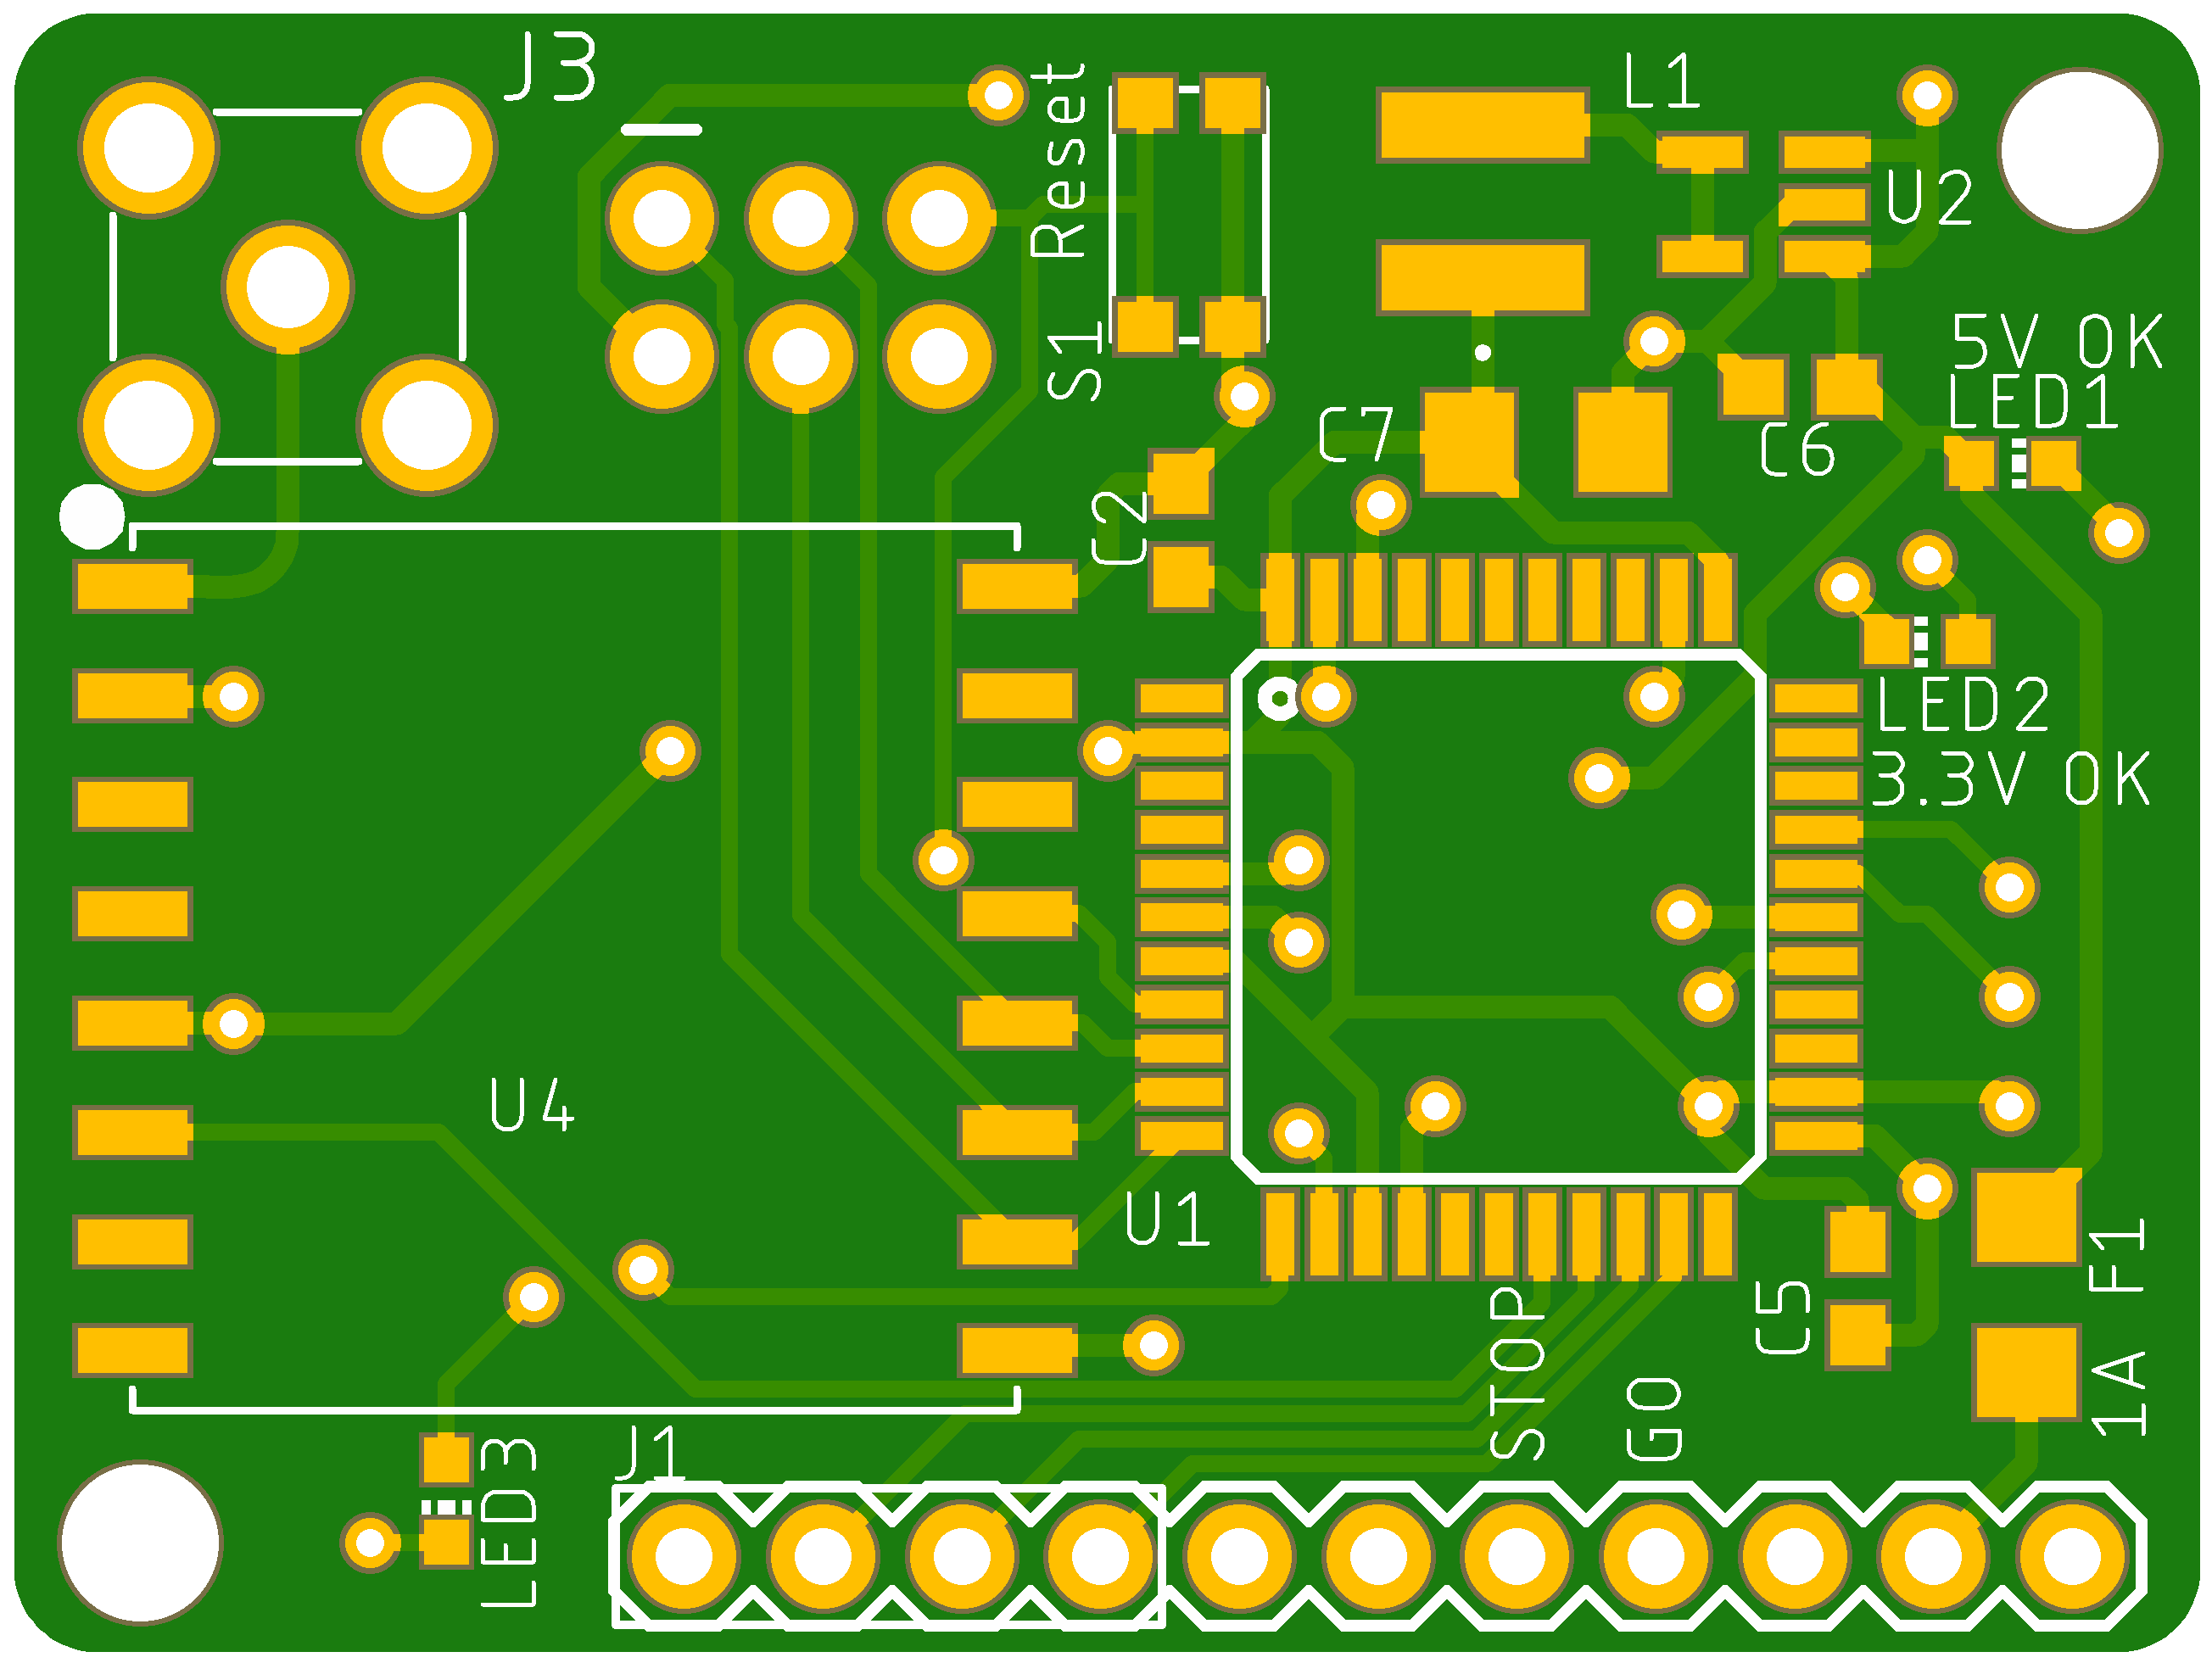 J3
Reset
S1
L1
U2
5V OK
LED1
C7
C6
C2
LED2
3.3V OK
U4
U1
F1
1A
C5
STOP
GO
J1
LED3